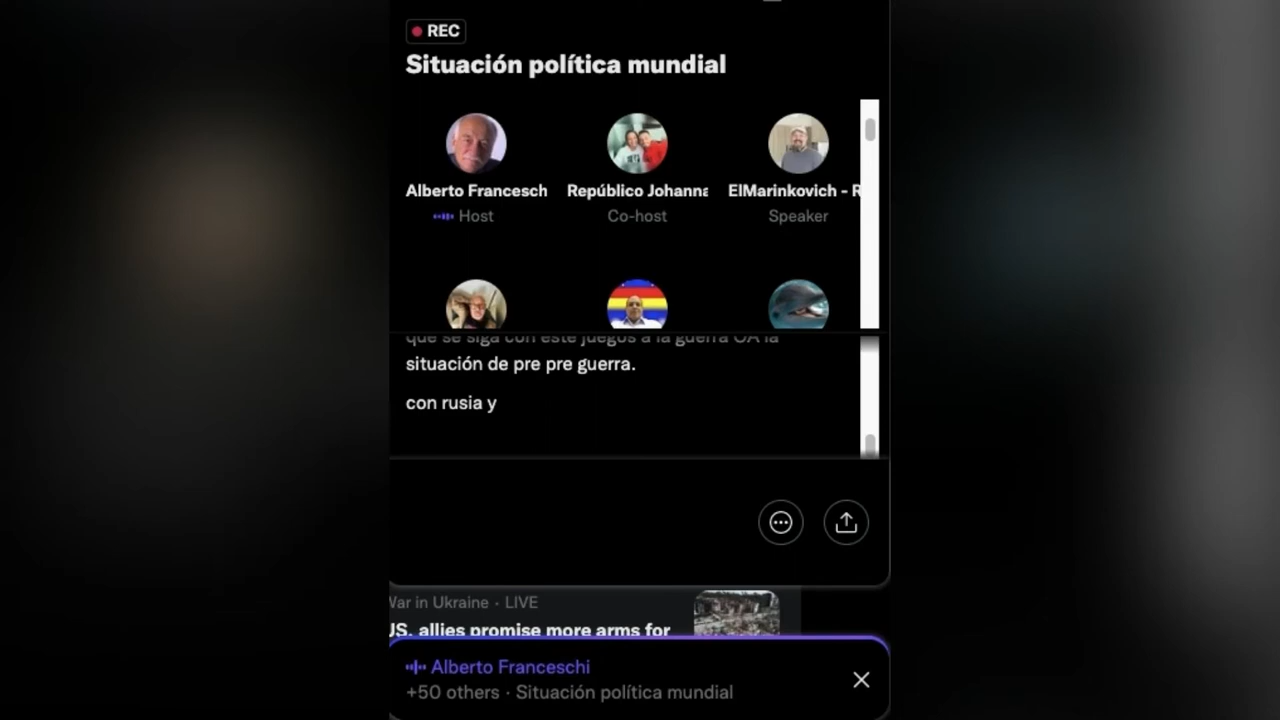 REC
Situación política mundial
Alberto Francesch
Repúblico Johanna
ElMarinkovich - R
Host
Co-host
Speaker
que se siga con este juegos a la guerra OA la
situación de pre pre guerra.
con rusia y
War in Ukraine · LIVE
US, allies promise more arms for
Alberto Franceschi
+50 others · Situación política mundial